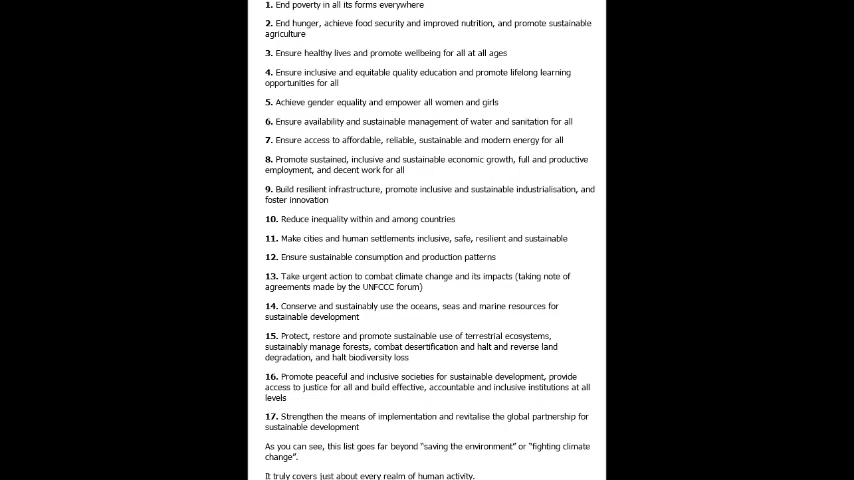 1. End poverty in all its forms everywhere
2. End hunger, achieve food security and improved nutrition, and promote sustainable
agriculture
3. Ensure healthy lives and promote wellbeing for all at all ages
4. Ensure inclusive and equitable quality education and promote lifelong learning
opportunities for all
5. Achieve gender equality and empower all women and girls
6. Ensure availability and sustainable management of water and sanitation for all
7. Ensure access to affordable, reliable, sustainable and modern energy for all
8. Promote sustained, inclusive and sustainable economic growth, full and productive
employment, and decent work for all
9. Build resilient infrastructure, promote inclusive and sustainable industrialisation, and
foster innovation
10. Reduce inequality within and among countries
11. Make cities and human settlements inclusive, safe, resilient and sustainable
12. Ensure sustainable consumption and production patterns
13. Take urgent action to combat climate change and its impacts (taking note of
agreements made by the UNFCCC forum)
14. Conserve and sustainably use the oceans, seas and marine resources for
sustainable development
15. Protect, restore and promote sustainable use of terrestrial ecosystems,
sustainably manage forests, combat desertification and halt and reverse land
degradation, and halt biodiversity loss
16. Promote peaceful and inclusive societies for sustainable development, provide
access to justice for all and build effective, accountable and inclusive institutions at all
levels
17. Strengthen the means of implementation and revitalise the global partnership for
sustainable development
As you can see, this list goes far beyond “saving the environment” or “fighting climate
change”.
It truly covers just about every realm of human activity.